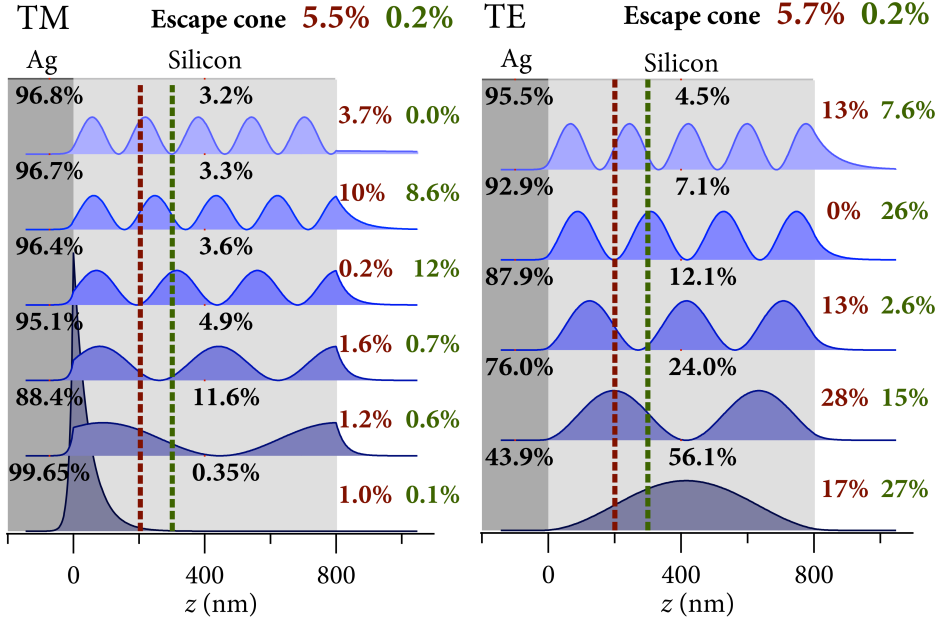 TM Escape cone 5.5% 0.2%
Ag Silicon
96.8% 3.2%
3.7% 0.0%
96.7% 3.3%
10% 8.6%
96.4% 3.6%
0.2% 12%
95.1% 4.9%
1.6% 0.7%
88.4% 11.6%
1.2% 0.6%
99.65% 0.35%
1.0% 0.1%
0 400 800
z (nm)
TE Escape cone 5.7% 0.2%
Ag Silicon
95.5% 4.5%
13% 7.6%
92.9% 7.1%
0% 26%
87.9% 12.1%
13% 2.6%
76.0% 24.0%
28% 15%
43.9% 56.1%
17% 27%
0 400 800
z (nm)